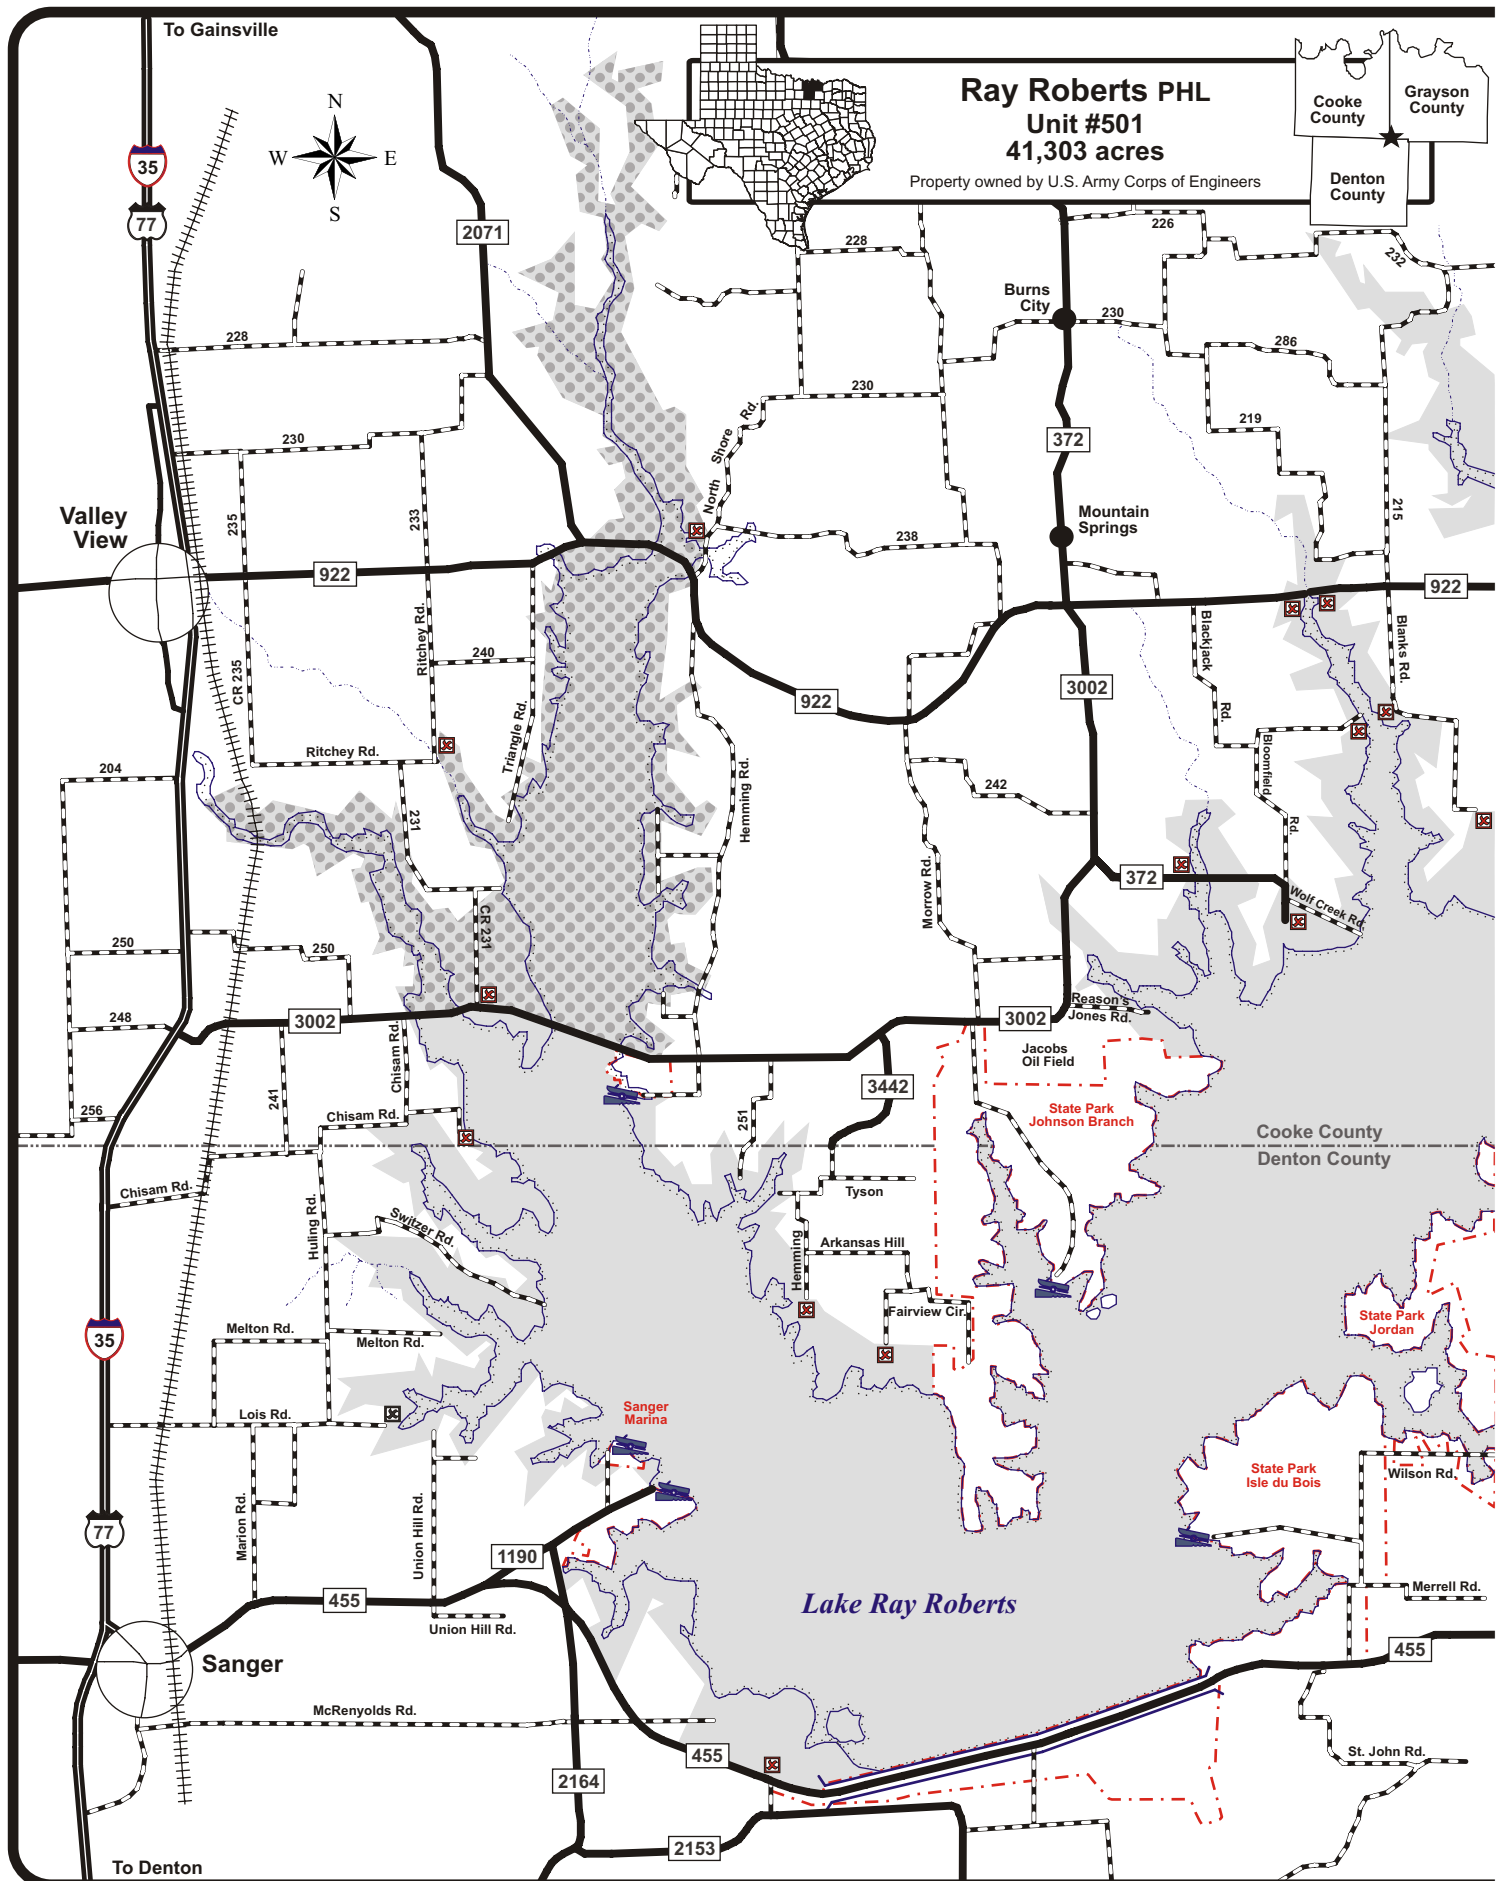 To Gainsville
Ray Roberts PHL
Unit #501
41,303 acres
Property owned by U.S. Army Corps of Engineers
Cooke
County
Grayson
County
Denton
County
N
W
E
S
35
77
2071
228
226
232
Burns
City
230
228
286
230
219
North Shore Rd.
372
230
Valley
View
235
233
Mountain
Springs
215
238
922
922
Ritchey Rd.
240
CR 235
Blackjack Rd.
Blanks Rd.
3002
922
Triangle Rd.
Ritchey Rd.
Bloomfield Rd.
204
Hemming Rd.
242
231
Morrow Rd.
372
Wolf Creek Rd
CR 231
250
250
3002
248
3002
Reason's
Jones Rd.
Jacobs
Oil Field
Chisam Rd.
3442
241
256
Chisam Rd.
251
State Park
Johnson Branch
Cooke County
Denton County
Chisam Rd.
Tyson
Huling Rd.
Switzer Rd.
Arkansas Hill
Hemming
Fairview Cir.
State Park
Jordan
35
Melton Rd.
Melton Rd.
Lois Rd.
Sanger
Marina
State Park
Isle du Bois
Wilson Rd.
77
Marion Rd.
Union Hill Rd.
1190
Merrell Rd.
455
Lake Ray Roberts
Union Hill Rd.
455
Sanger
McRenyolds Rd.
455
St. John Rd.
2164
2153
To Denton